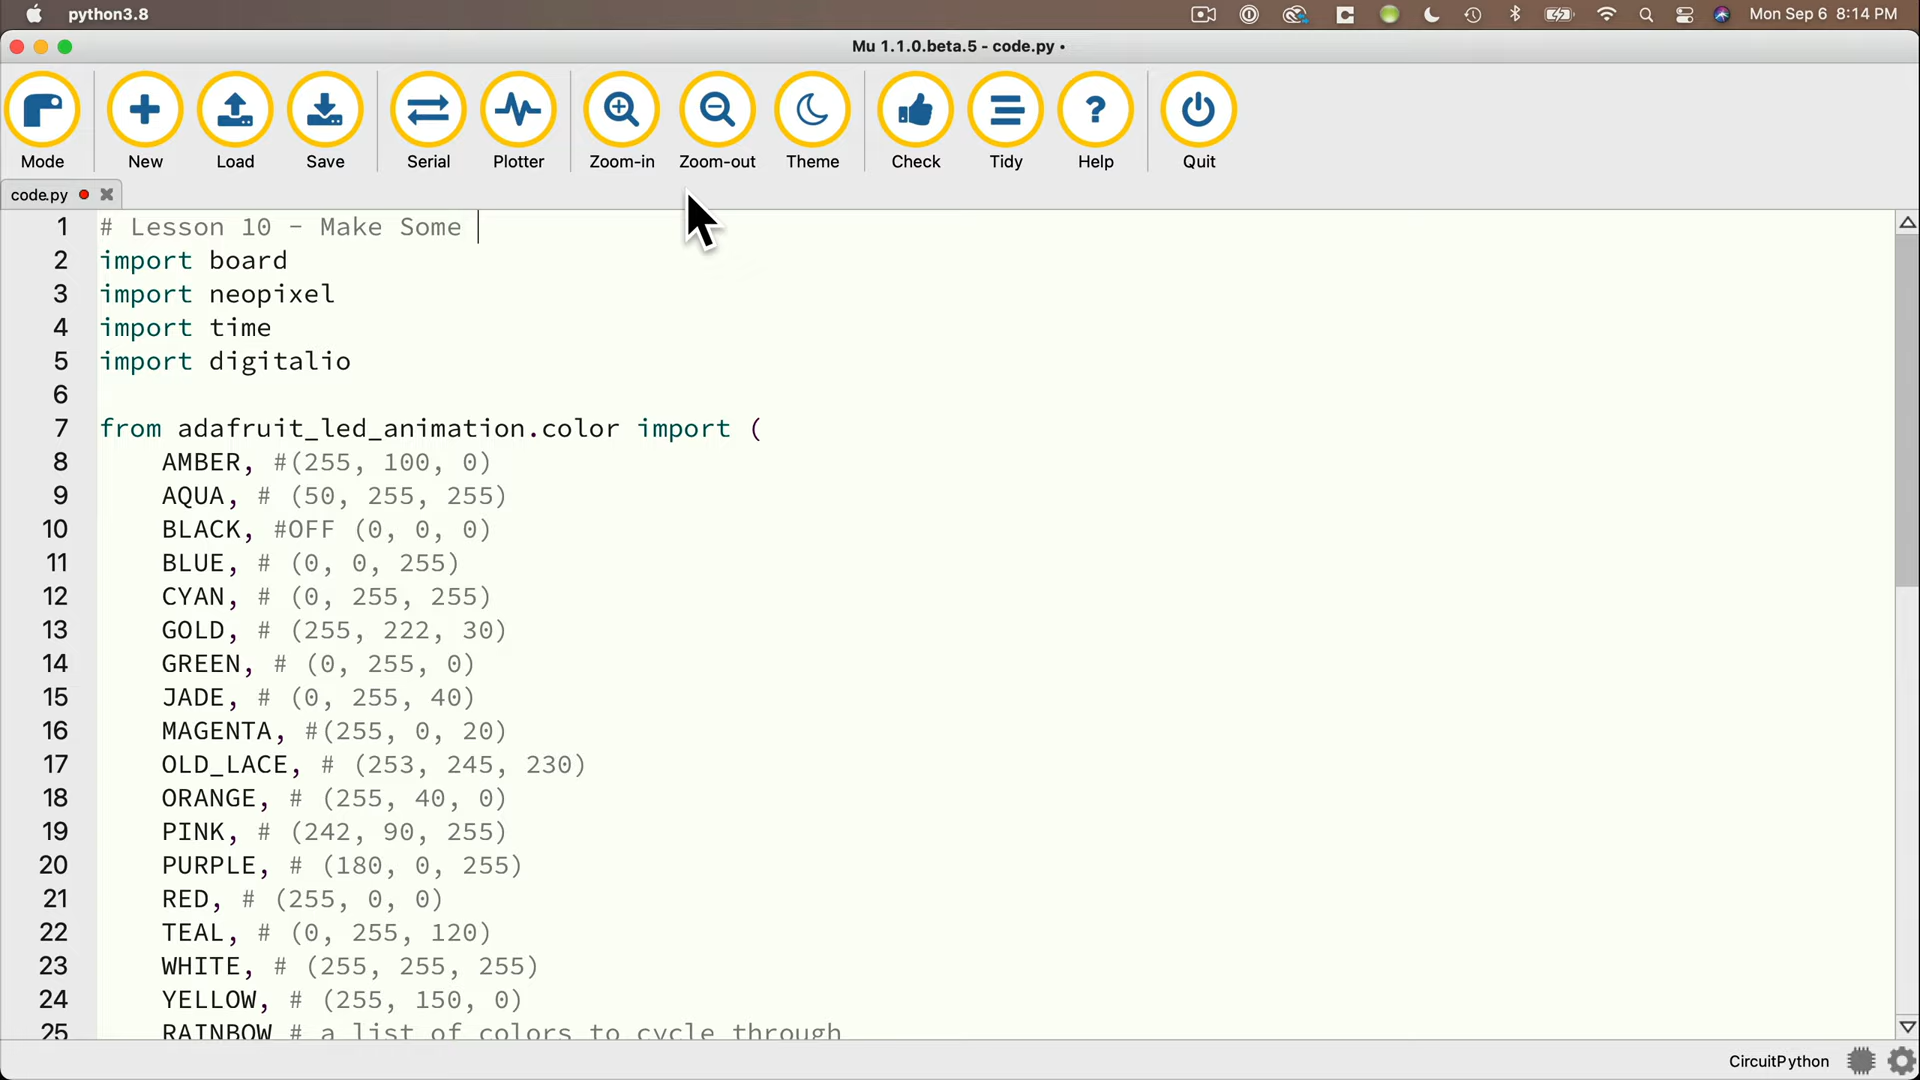 python3.8
Mon Sep 6 8:14 PM
Mu 1.1.0.beta.5 - code.py •
Mode
New
Load
Save
Serial
Plotter
Zoom-in
Zoom-out
Theme
Check
Tidy
Help
Quit
code.py
1 # Lesson 10 - Make Some
2 import board
3 import neopixel
4 import time
5 import digitalio
6
7 from adafruit_led_animation.color import (
8 AMBER, #(255, 100, 0)
9 AQUA, # (50, 255, 255)
10 BLACK, #OFF (0, 0, 0)
11 BLUE, # (0, 0, 255)
12 CYAN, # (0, 255, 255)
13 GOLD, # (255, 222, 30)
14 GREEN, # (0, 255, 0)
15 JADE, # (0, 255, 40)
16 MAGENTA, #(255, 0, 20)
17 OLD_LACE, # (253, 245, 230)
18 ORANGE, # (255, 40, 0)
19 PINK, # (242, 90, 255)
20 PURPLE, # (180, 0, 255)
21 RED, # (255, 0, 0)
22 TEAL, # (0, 255, 120)
23 WHITE, # (255, 255, 255)
24 YELLOW, # (255, 150, 0)
25 RAINBOW # a list of colors to cycle through
CircuitPython